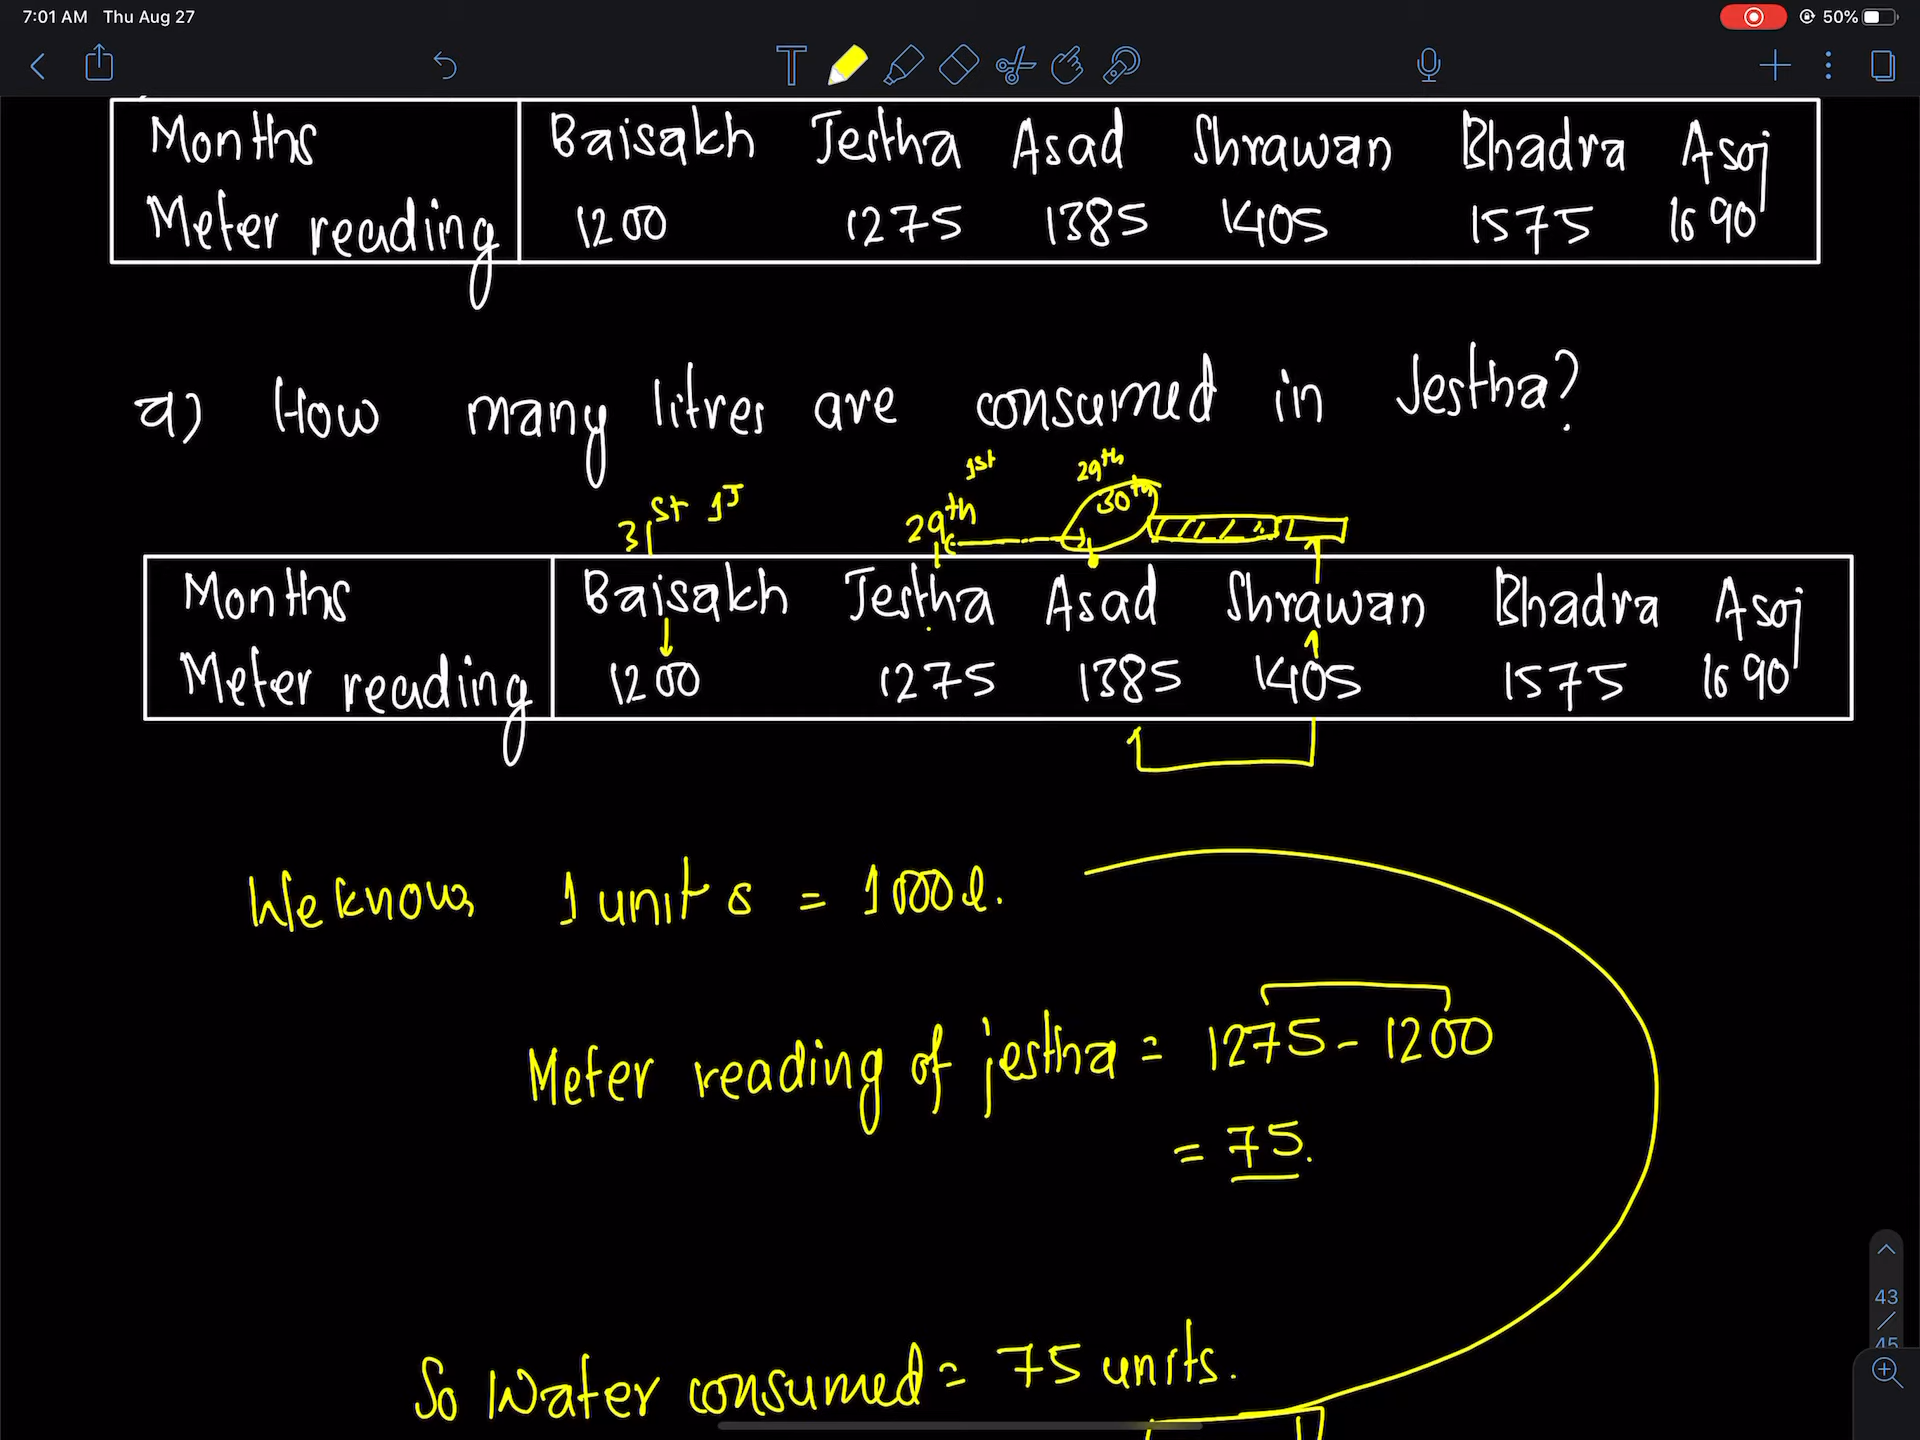 7:01 AM Thu Aug 27
50%
Months Baisakh Jestha Asad Shrawan Bhadra Asoj
Meter reading 1200 1275 1385 1405 1575 1690
a) How many litres are consumed in Jestha?
1st 29th
31st 1st 29th 30th
Months Baisakh Jestha Asad Shrawan Bhadra Asoj
Meter reading 1200 1275 1385 1405 1575 1690
We know, 1 units = 1000l.
Meter reading of jestha = 1275 - 1200
= 75.
So Water consumed = 75 units.
43
/
45